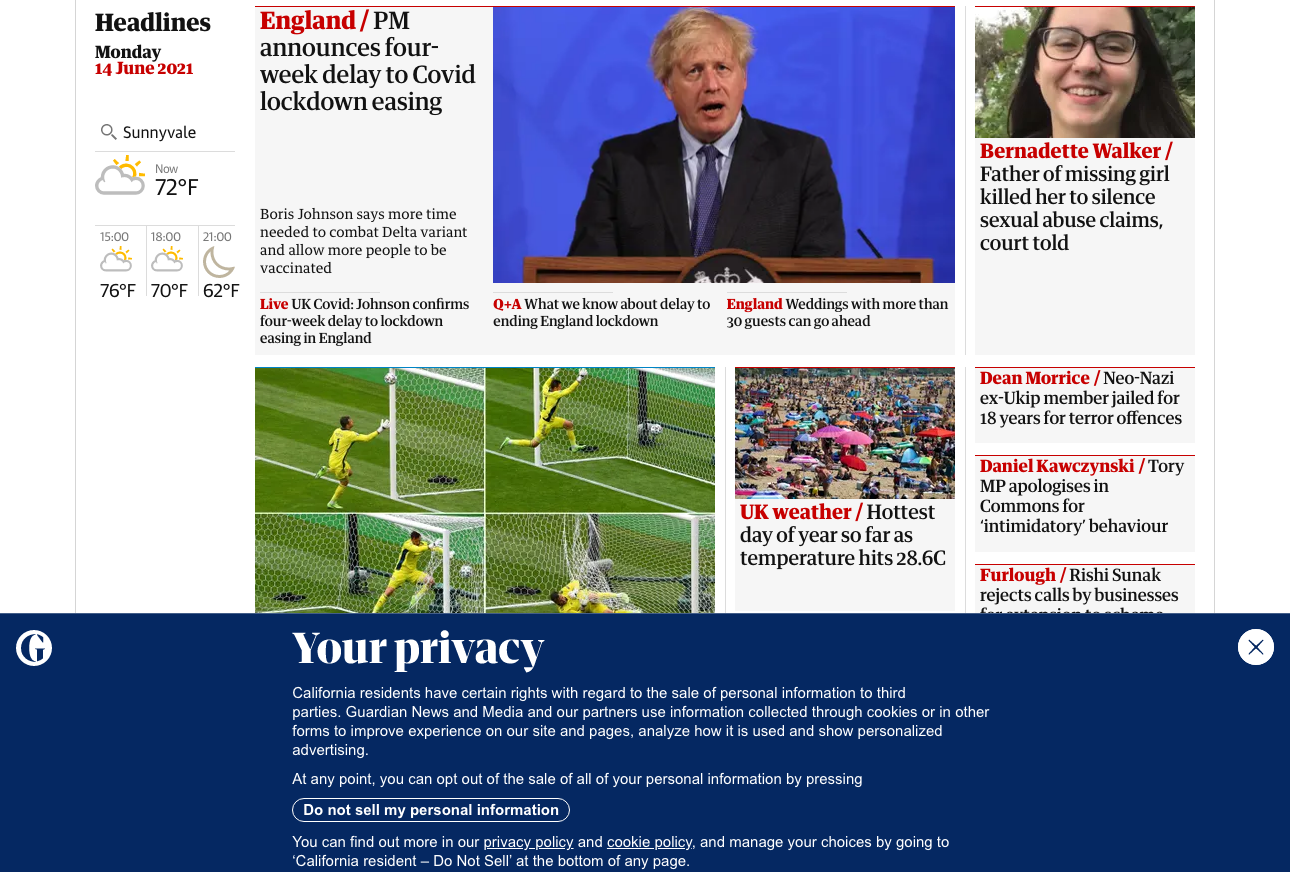 Headlines
Monday
14 June 2021
Sunnyvale
Now
72°F
15:00
18:00
21:00
76°F
70°F
62°F
England / PM
announces four-
week delay to Covid
lockdown easing
Boris Johnson says more time
needed to combat Delta variant
and allow more people to be
vaccinated
Live UK Covid: Johnson confirms
four-week delay to lockdown
easing in England
Q+A What we know about delay to
ending England lockdown
England Weddings with more than
30 guests can go ahead
Bernadette Walker /
Father of missing girl
killed her to silence
sexual abuse claims,
court told
UK weather / Hottest
day of year so far as
temperature hits 28.6C
Dean Morrice / Neo-Nazi
ex-Ukip member jailed for
18 years for terror offences
Daniel Kawczynski / Tory
MP apologises in
Commons for
‘intimidatory’ behaviour
Furlough / Rishi Sunak
rejects calls by businesses
for extension to scheme
Your privacy
California residents have certain rights with regard to the sale of personal information to third
parties. Guardian News and Media and our partners use information collected through cookies or in other
forms to improve experience on our site and pages, analyze how it is used and show personalized
advertising.
At any point, you can opt out of the sale of all of your personal information by pressing
Do not sell my personal information
You can find out more in our privacy policy and cookie policy, and manage your choices by going to
‘California resident – Do Not Sell’ at the bottom of any page.